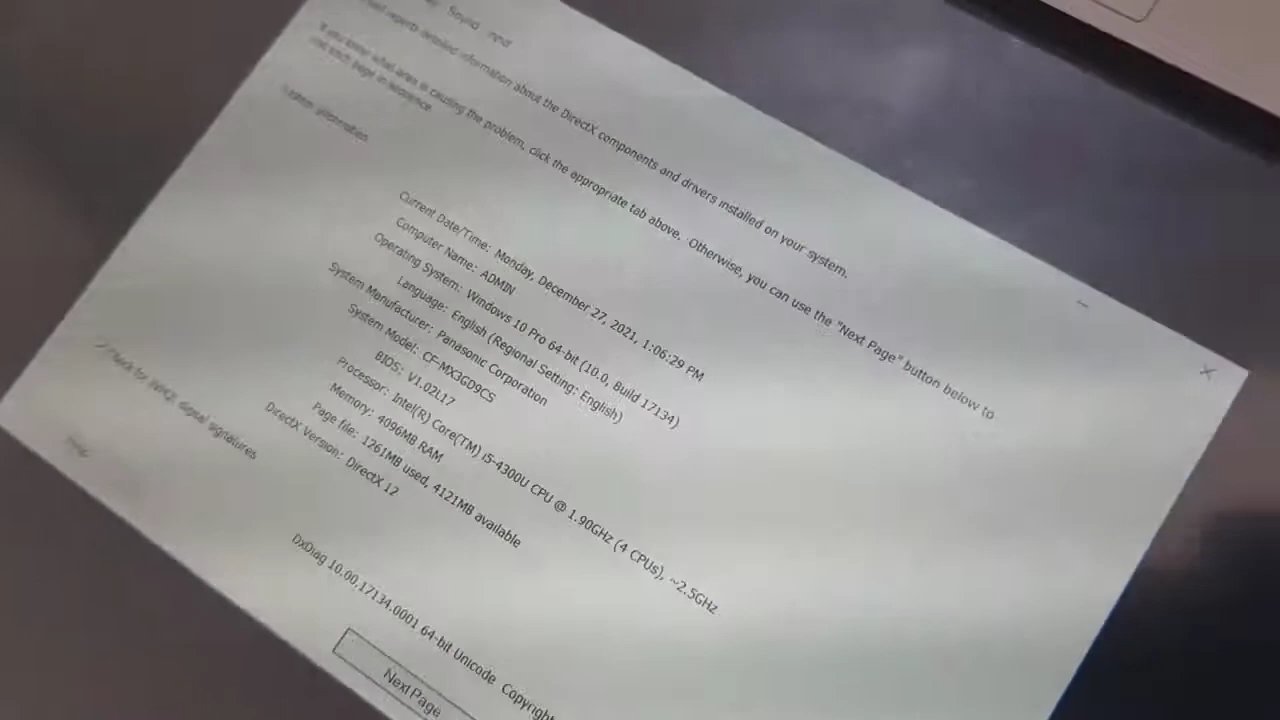 Sound Input
detailed information about the DirectX components and drivers installed on your system.
If you know what area is causing the problem, click the appropriate tab above. Otherwise, you can use the "Next Page" button below to
visit each page in sequence.
System Information
Current Date/Time: Monday, December 27, 2021, 1:06:29 PM
Computer Name: ADMIN
Operating System: Windows 10 Pro 64-bit (10.0, Build 17134)
Language: English (Regional Setting: English)
System Manufacturer: Panasonic Corporation
System Model: CF-MX3GD9CS
BIOS: V1.02L17
Processor: Intel(R) Core(TM) i5-4300U CPU @ 1.90GHz (4 CPUs), ~2.5GHz
Memory: 4096MB RAM
Page file: 1261MB used, 4121MB available
DirectX Version: DirectX 12
Check for WHQL digital signatures
DxDiag 10.00.17134.0001 64-bit Unicode Copyright
Next Page